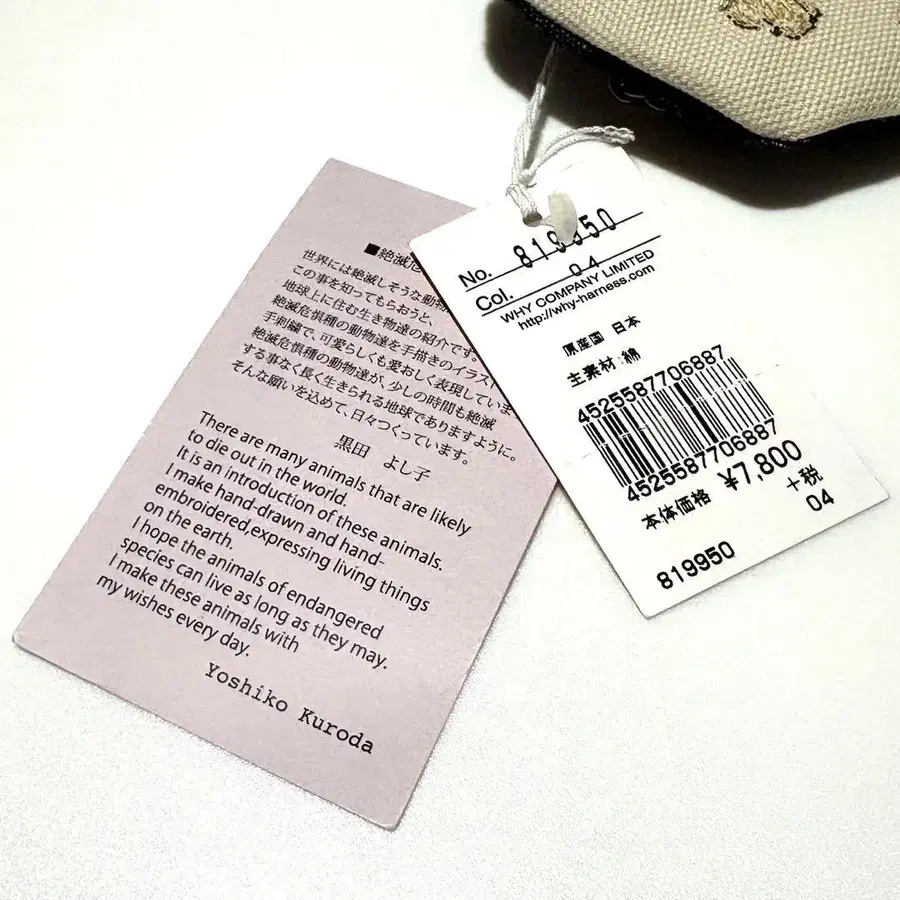 ■絶滅危
世界には絶滅しそうな動物
この事を知ってもらおうと、
地球上に住む生き物達の紹介です。
絶滅危惧種の動物達を手描きのイラス
手刺繍で、可愛らしくも愛おしく表現していま
絶滅危惧種の動物達が、少しの時間も絶滅
する事なく長く生きられる地球でありますように。
そんな願いを込めて、日々つくっています。
黒田 よし子
There are many animals that are likely
to die out in the world.
It is an introduction of these animals.
I make hand-drawn and hand-
embroidered,expressing living things
on the earth.
I hope the animals of endangered
species can live as long as they may.
I make these animals with
my wishes every day.
Yoshiko Kuroda
No. 819950
Col. 04
WHY COMPANY LIMITED
http://why-harness.com
原産国 日本
主素材:綿
4525587706887
4525587706887
本体価格 ¥7,800
+税
04
819950